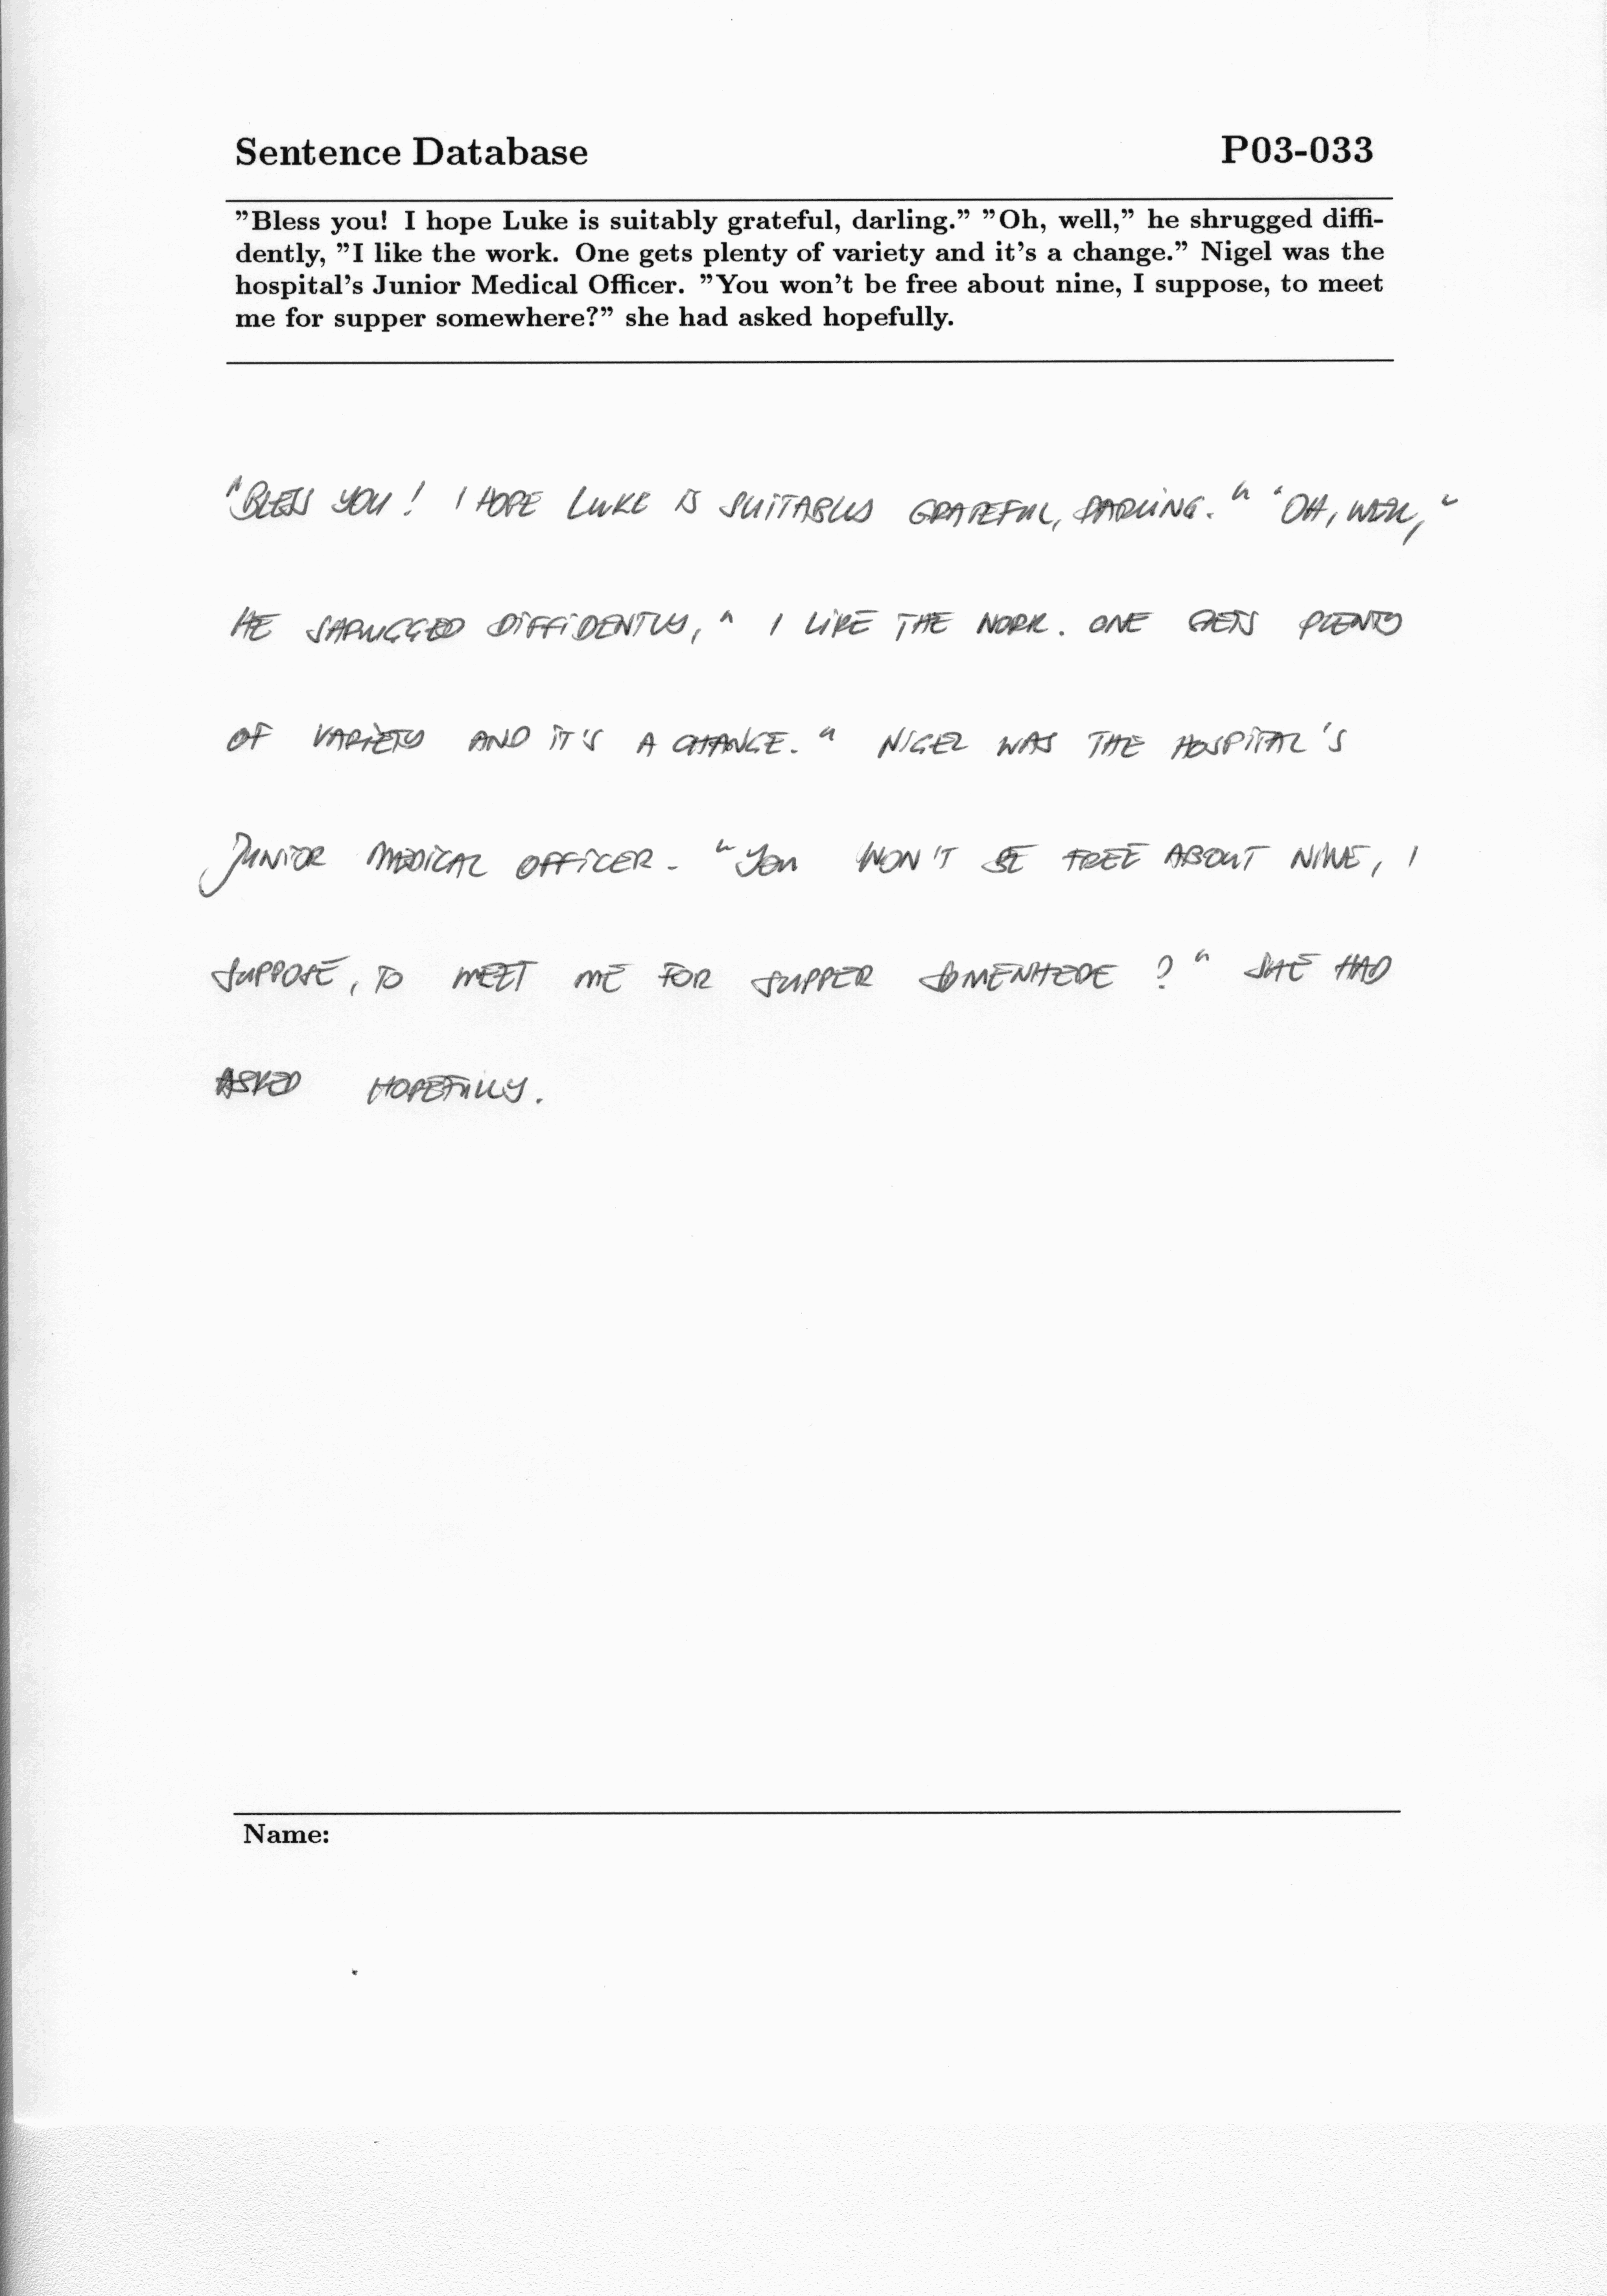 Sentence Database P03-033
"Bless you! I hope Luke is suitably grateful, darling." "Oh, well," he shrugged diffi-
dently, "I like the work. One gets plenty of variety and it's a change." Nigel was the
hospital's Junior Medical Officer. "You won't be free about nine, I suppose, to meet
me for supper somewhere?" she had asked hopefully.
"BLESS YOU! I HOPE LUKE IS SUITABLY GRATEFUL, DARLING." "OH, WELL,"
HE SHRUGGED DIFFIDENTLY, " I LIKE THE WORK. ONE GETS PLENTY
OF VARIETY AND IT'S A CHANGE. " NIGEL WAS THE HOSPITAL'S
JUNIOR MEDICAL OFFICER. "YOU WON'T BE FREE ABOUT NINE, I
SUPPOSE, TO MEET ME FOR SUPPER SOMEWHERE ?" SHE HAD
ASKED HOPEFULLY.
Name: